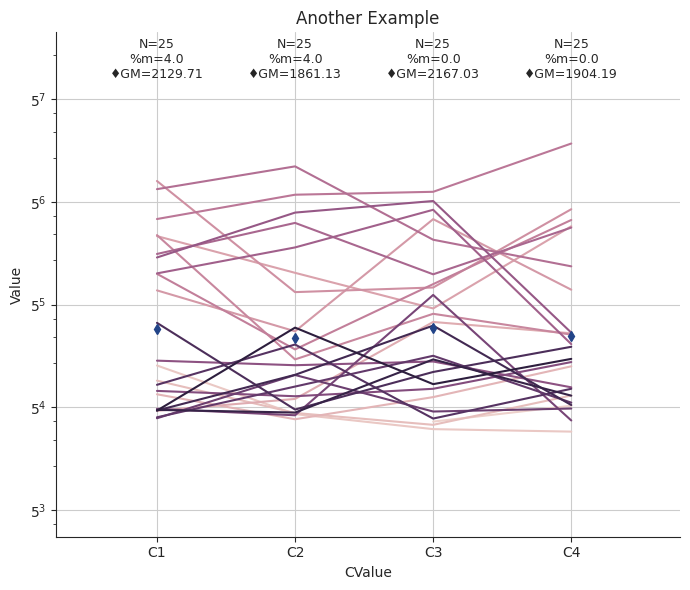 Another Example
N=25 N=25 N=25 N=25
%m=4.0 %m=4.0 %m=0.0 %m=0.0
♦GM=2129.71 ♦GM=1861.13 ♦GM=2167.03 ♦GM=1904.19
5⁷
5⁶
5⁵
5⁴
5³
Value
C1 C2 C3 C4
CValue